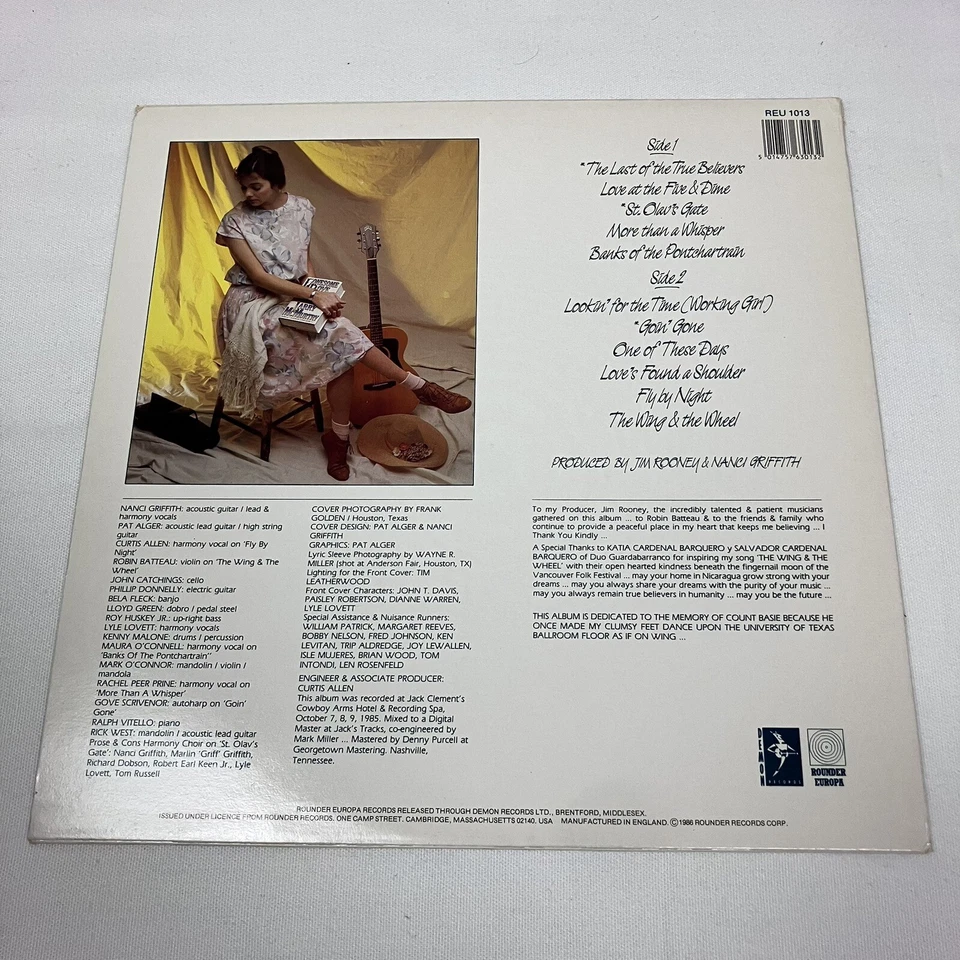 REU 1013
5 014757 630132
Side 1
"The Last of the True Believers
Love at the Five & Dime
"St. Olav's Gate
More than a Whisper
Banks of the Pontchartrain
Side 2
Lookin' for the Time (Working Girl)
"Goin' Gone
One of These Days
Love's Found a Shoulder
Fly by Night
The Wing & the Wheel
PRODUCED BY JIM ROONEY & NANCI GRIFFITH
LONESOME
DOVE
LARRY
McMURTRY
NANCI GRIFFITH: acoustic guitar / lead &
harmony vocals
PAT ALGER: acoustic lead guitar / high string
guitar
CURTIS ALLEN: harmony vocal on 'Fly By
Night'
ROBIN BATTEAU: violin on 'The Wing & The
Wheel'
JOHN CATCHINGS: cello
PHILLIP DONNELLY: electric guitar
BELA FLECK: banjo
LLOYD GREEN: dobro / pedal steel
ROY HUSKEY JR.: up-right bass
LYLE LOVETT: harmony vocals
KENNY MALONE: drums / percussion
MAURA O'CONNELL: harmony vocal on
'Banks Of The Pontchartrain''
MARK O'CONNOR: mandolin / violin /
mandola
RACHEL PEER PRINE: harmony vocal on
'More Than A Whisper'
GOVE SCRIVENOR: autoharp on 'Goin'
Gone'
RALPH VITELLO: piano
RICK WEST: mandolin / acoustic lead guitar
Prose & Cons Harmony Choir on 'St. Olav's
Gate': Nanci Griffith, Marlin 'Griff' Griffith,
Richard Dobson, Robert Earl Keen Jr., Lyle
Lovett, Tom Russell
COVER PHOTOGRAPHY BY FRANK
GOLDEN / Houston, Texas
COVER DESIGN: PAT ALGER & NANCI
GRIFFITH
GRAPHICS: PAT ALGER
Lyric Sleeve Photography by WAYNE R.
MILLER (shot at Anderson Fair, Houston, TX)
Lighting for the Front Cover: TIM
LEATHERWOOD
Front Cover Characters: JOHN T. DAVIS,
PAISLEY ROBERTSON, DIANNE WARREN,
LYLE LOVETT
Special Assistance & Nuisance Runners:
WILLIAM PATRICK, MARGARET REEVES,
BOBBY NELSON, FRED JOHNSON, KEN
LEVITAN, TRIP ALDREDGE, JOY LEWALLEN,
ISLE MUJERES, BRIAN WOOD, TOM
INTONDI, LEN ROSENFELD
ENGINEER & ASSOCIATE PRODUCER:
CURTIS ALLEN
This album was recorded at Jack Clement's
Cowboy Arms Hotel & Recording Spa,
October 7, 8, 9, 1985. Mixed to a Digital
Master at Jack's Tracks, co-engineered by
Mark Miller ... Mastered by Denny Purcell at
Georgetown Mastering. Nashville,
Tennessee.
To my Producer, Jim Rooney, the incredibly talented & patient musicians
gathered on this album ... to Robin Batteau & to the friends & family who
continue to provide a peaceful place in my heart that keeps me believing ... I
Thank You Kindly ...
A Special Thanks to KATIA CARDENAL BARQUERO y SALVADOR CARDENAL
BARQUERO of Duo Guardabarranco for inspiring my song 'THE WING & THE
WHEEL' with their open hearted kindness beneath the fingernail moon of the
Vancouver Folk Festival ... may your home in Nicaragua grow strong with your
dreams ... may you always share your dreams with the purity of your music ...
may you always remain true believers in humanity ... may you be the future ...
THIS ALBUM IS DEDICATED TO THE MEMORY OF COUNT BASIE BECAUSE HE
ONCE MADE MY CLUMSY FEET DANCE UPON THE UNIVERSITY OF TEXAS
BALLROOM FLOOR AS IF ON WING ...
DEMON
RECORDS
ROUNDER
EUROPA
ROUNDER EUROPA RECORDS RELEASED THROUGH DEMON RECORDS LTD., BRENTFORD, MIDDLESEX.
ISSUED UNDER LICENCE FROM ROUNDER RECORDS. ONE CAMP STREET. CAMBRIDGE, MASSACHUSETTS 02140. USA MANUFACTURED IN ENGLAND. ©1986 ROUNDER RECORDS CORP.